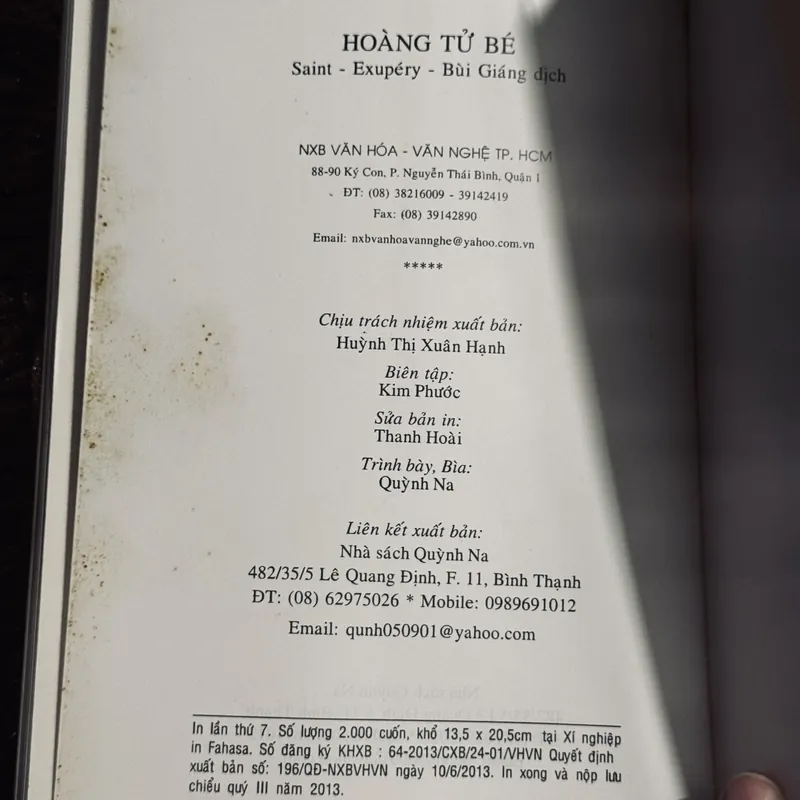 HOÀNG TỬ BÉ
Saint - Exupéry - Bùi Giáng dịch
NXB VĂN HÓA - VĂN NGHỆ TP. HCM
88-90 Ký Con, P. Nguyễn Thái Bình, Quận 1
ĐT: (08) 38216009 - 39142419
Fax: (08) 39142890
Email: nxbvanhoavannghe@yahoo.com.vn
*****
Chịu trách nhiệm xuất bản:
Huỳnh Thị Xuân Hạnh
Biên tập:
Kim Phước
Sửa bản in:
Thanh Hoài
Trình bày, Bìa:
Quỳnh Na
Liên kết xuất bản:
Nhà sách Quỳnh Na
482/35/5 Lê Quang Định, F. 11, Bình Thạnh
ĐT: (08) 62975026 * Mobile: 0989691012
Email: qunh050901@yahoo.com
In lần thứ 7. Số lượng 2.000 cuốn, khổ 13,5 x 20,5cm tại Xí nghiệp
in Fahasa. Số đăng ký KHXB : 64-2013/CXB/24-01/VHVN Quyết định
xuất bản số: 196/QĐ-NXBVHVN ngày 10/6/2013. In xong và nộp lưu
chiểu quý III năm 2013.